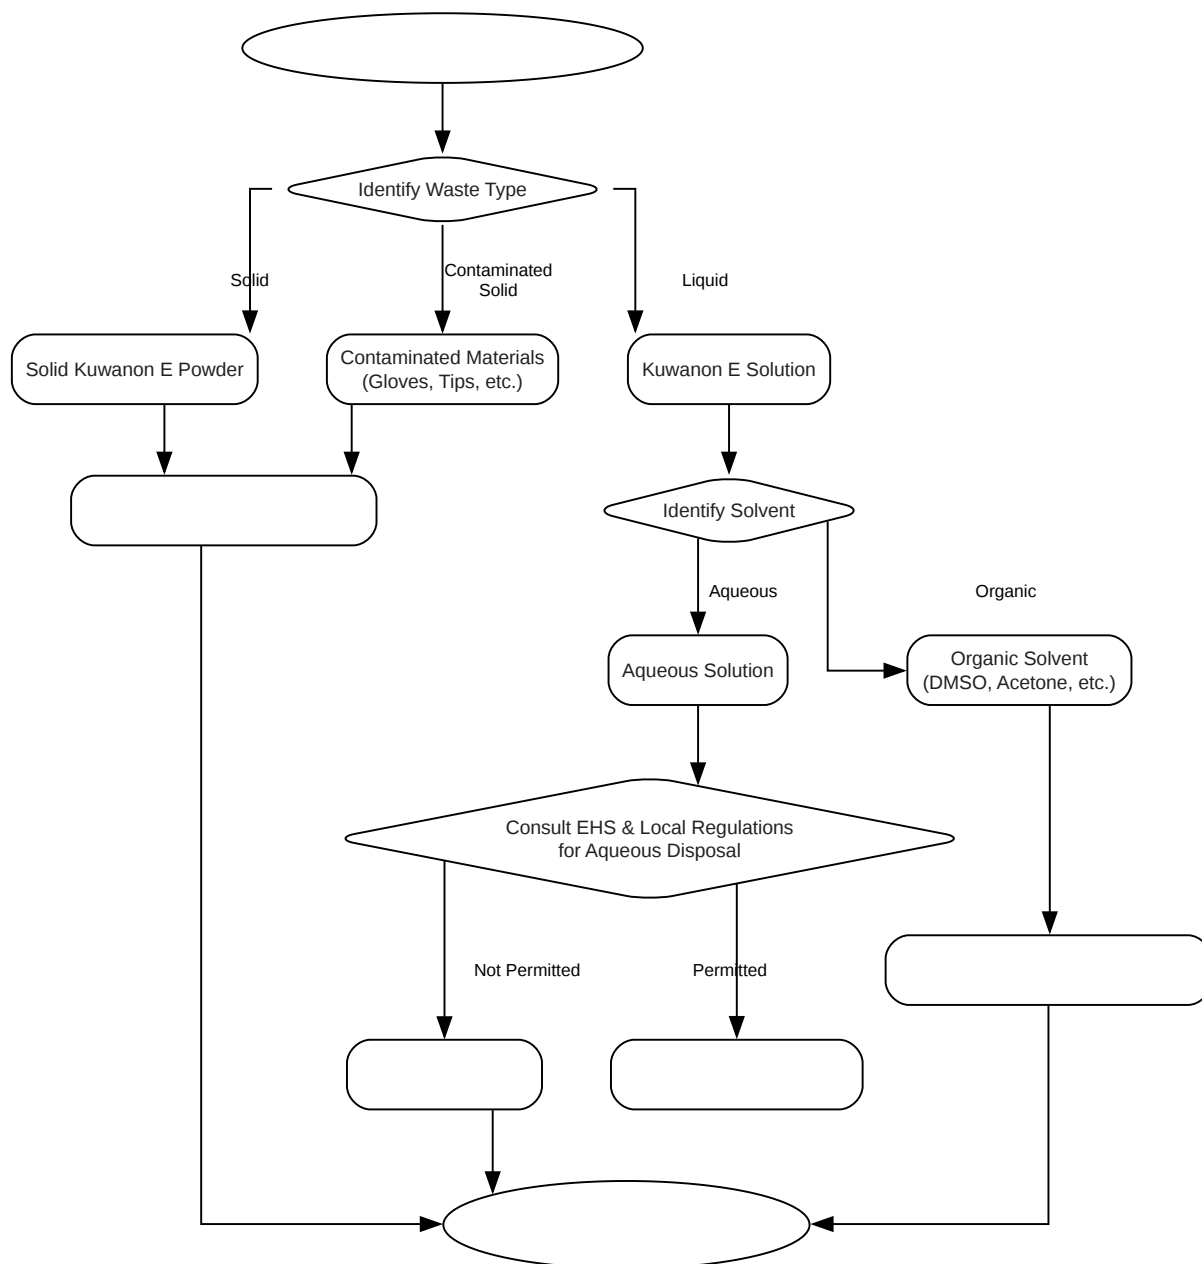 Identify Waste Type
Solid
Contaminated
Solid
Liquid
Solid Kuwanon E Powder
Contaminated Materials
(Gloves, Tips, etc.)
Kuwanon E Solution
Identify Solvent
Aqueous
Organic
Aqueous Solution
Organic Solvent
(DMSO, Acetone, etc.)
Consult EHS & Local Regulations
for Aqueous Disposal
Not Permitted
Permitted